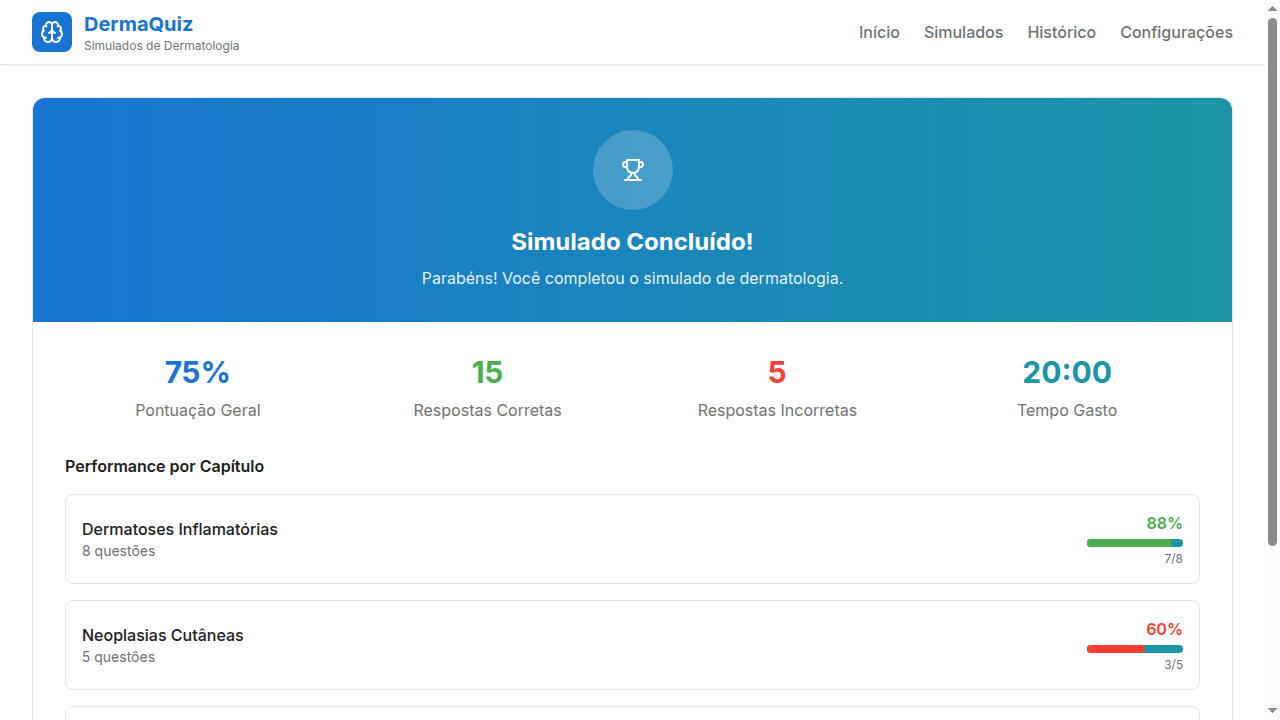 DermaQuiz
Simulados de Dermatologia
Início
Simulados
Histórico
Configurações
Simulado Concluído!
Parabéns! Você completou o simulado de dermatologia.
75%
Pontuação Geral
15
Respostas Corretas
5
Respostas Incorretas
20:00
Tempo Gasto
Performance por Capítulo
Dermatoses Inflamatórias
8 questões
88%
7/8
Neoplasias Cutâneas
5 questões
60%
3/5